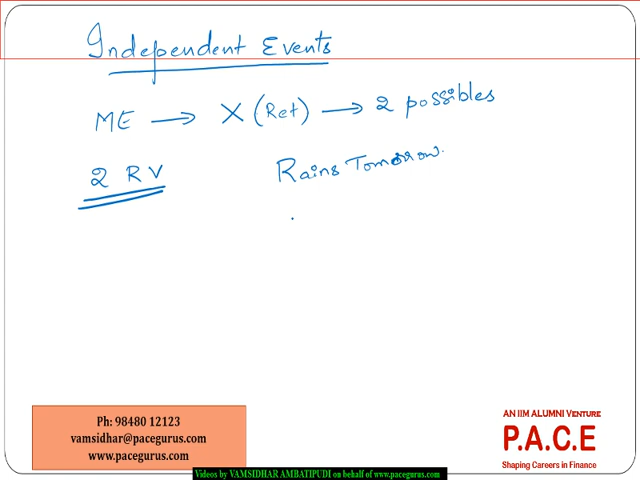 Independent Events
ME → X (Ret) → 2 possibles
2 RV
Rains Tomorrow.
Ph: 98480 12123
vamsidhar@pacegurus.com
www.pacegurus.com
AN IIM ALUMNI VENTURE
P.A.C.E
Shaping Careers in Finance
Videos by VAMSIDHAR AMBATIPUDI on behalf of www.pacegurus.com